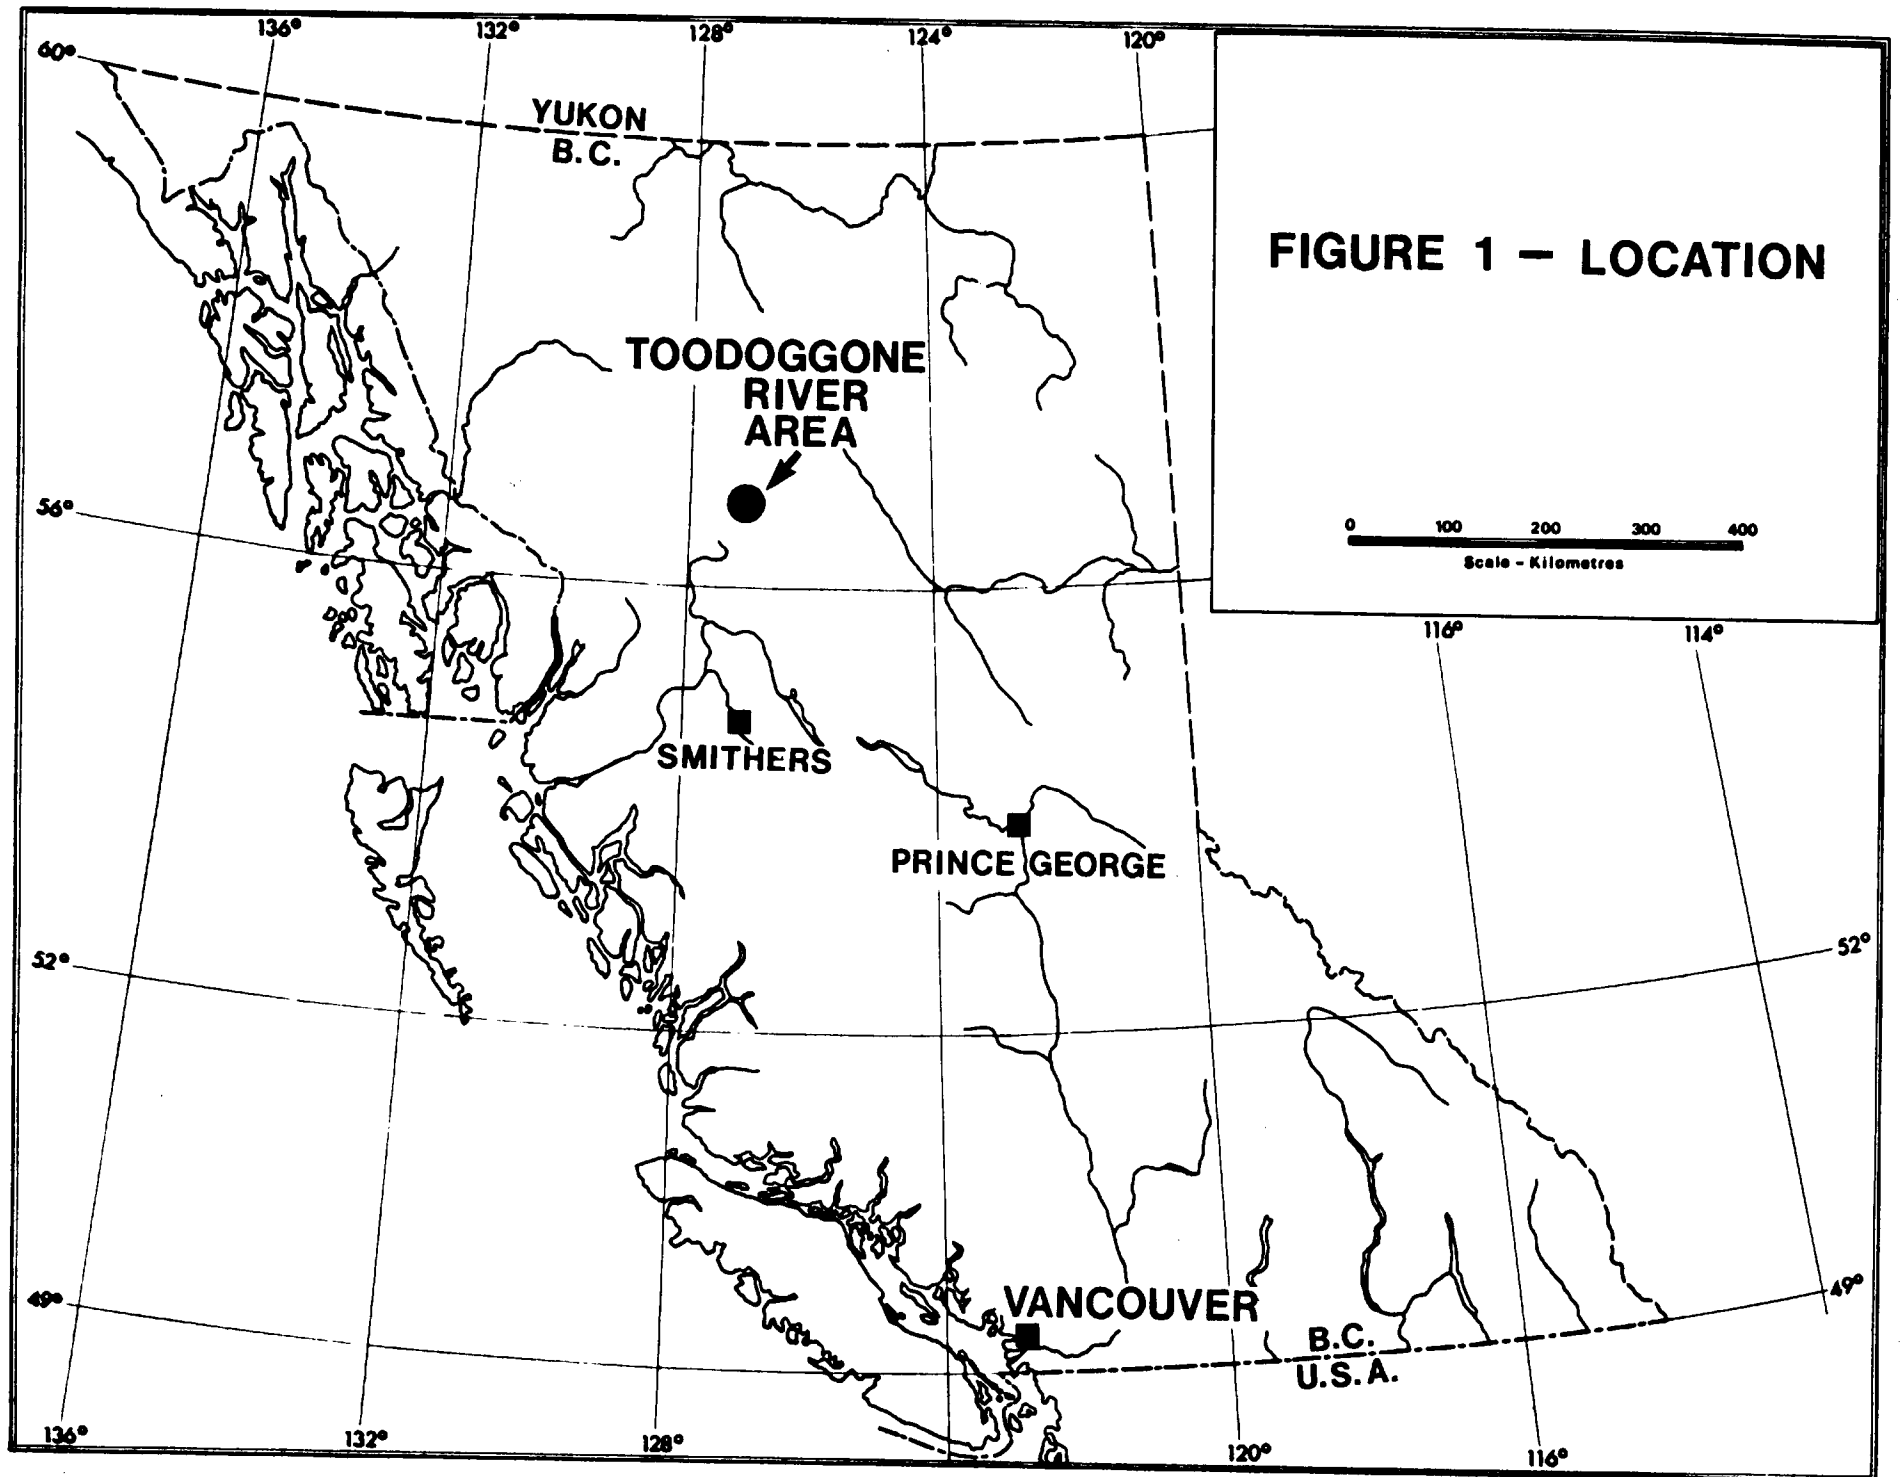 136°
132°
128°
124°
120°
60°
YUKON
B.C.
FIGURE 1 — LOCATION
TOODOGGONE
RIVER
AREA
56°
0 100 200 300 400
Scale - Kilometres
116°
114°
SMITHERS
PRINCE GEORGE
52°
52°
VANCOUVER
49°
49°
B.C.
U.S.A.
136°
132°
128°
120°
116°